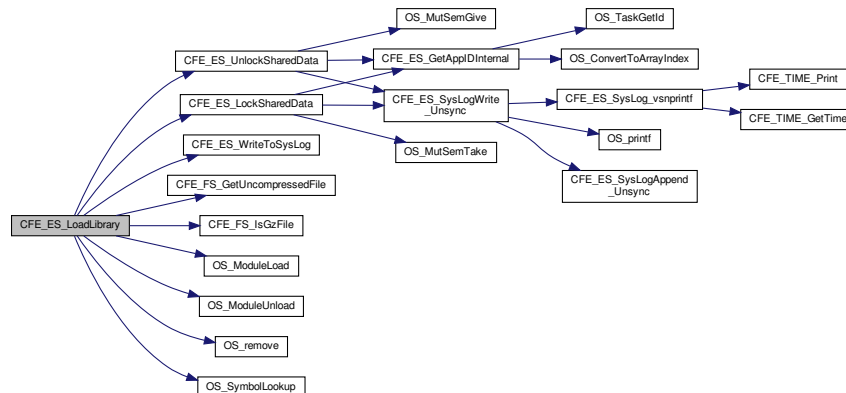 OS_MutSemGive
OS_TaskGetId
CFE_ES_UnlockSharedData
CFE_ES_GetAppIDInternal
OS_ConvertToArrayIndex
CFE_TIME_Print
CFE_ES_LockSharedData
CFE_ES_SysLogWrite
_Unsync
CFE_ES_SysLog_vsnprintf
CFE_TIME_GetTime
CFE_ES_WriteToSysLog
OS_MutSemTake
OS_printf
CFE_FS_GetUncompressedFile
CFE_ES_SysLogAppend
_Unsync
CFE_ES_LoadLibrary
CFE_FS_IsGzFile
OS_ModuleLoad
OS_ModuleUnload
OS_remove
OS_SymbolLookup